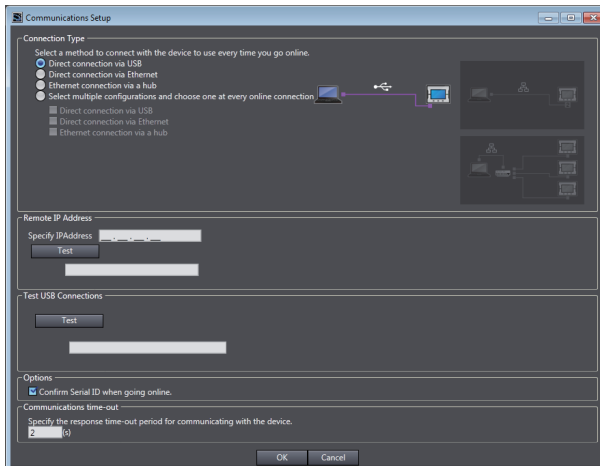 Communications Setup
Connection Type
Select a method to connect with the device to use every time you go online.
Direct connection via USB
Direct connection via Ethernet
Ethernet connection via a hub
Select multiple configurations and choose one at every online connection
Direct connection via USB
Direct connection via Ethernet
Ethernet connection via a hub
Remote IP Address
Specify IPAddress __ . __ . __ . __
Test
Test USB Connections
Test
Options
Confirm Serial ID when going online.
Communications time-out
Specify the response time-out period for communicating with the device.
2 (s)
OK Cancel